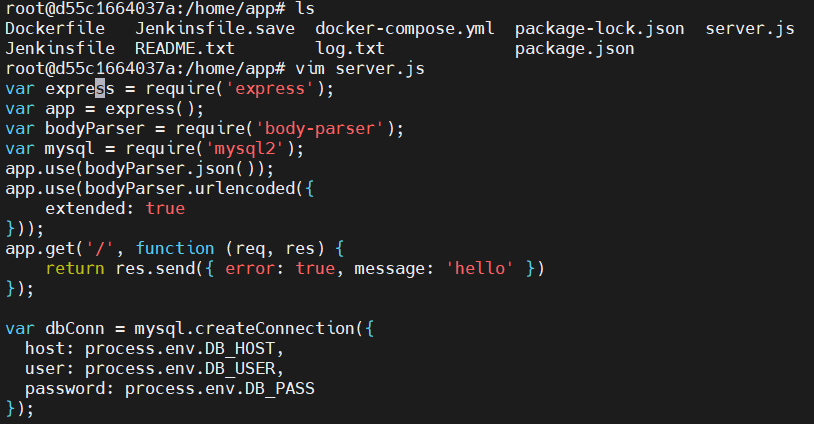 root@d55c1664037a:/home/app# ls
Dockerfile   Jenkinsfile.save  docker-compose.yml  package-lock.json  server.js
Jenkinsfile  README.txt        log.txt             package.json
root@d55c1664037a:/home/app# vim server.js
var express = require('express');
var app = express();
var bodyParser = require('body-parser');
var mysql = require('mysql2');
app.use(bodyParser.json());
app.use(bodyParser.urlencoded({
    extended: true
}));
app.get('/', function (req, res) {
    return res.send({ error: true, message: 'hello' })
});

var dbConn = mysql.createConnection({
  host: process.env.DB_HOST,
  user: process.env.DB_USER,
  password: process.env.DB_PASS
});